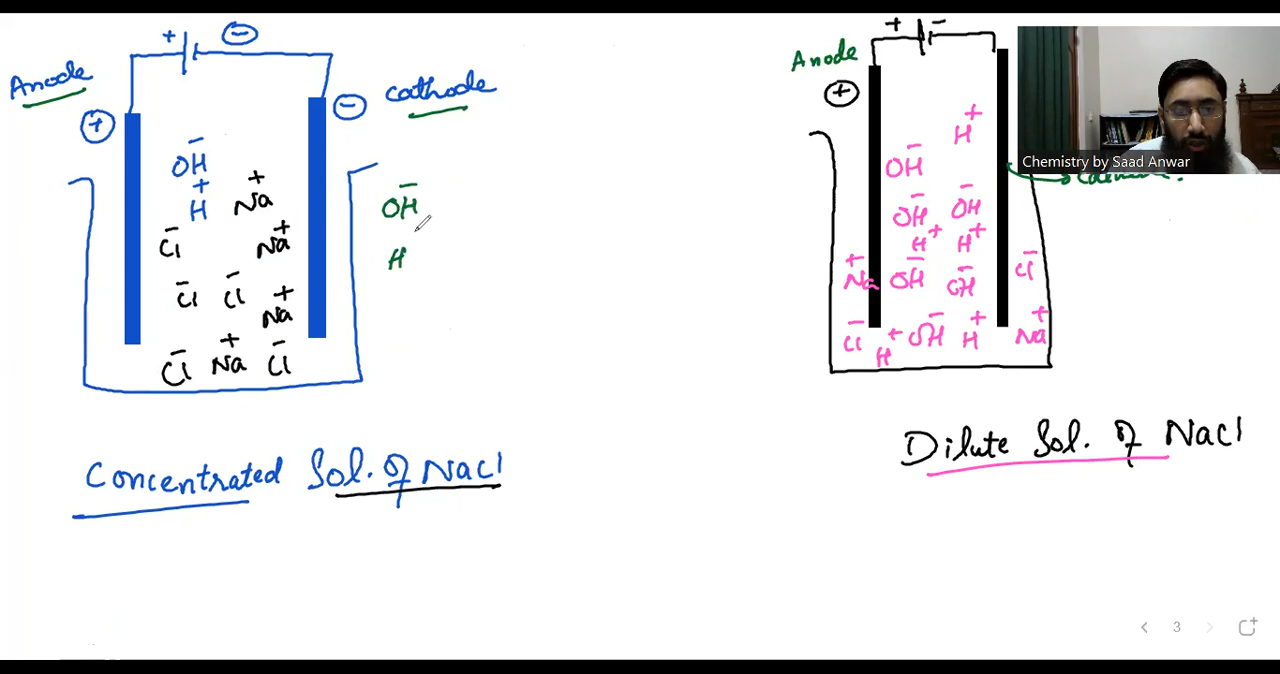 + −
Anode
+
− cathode
OH⁻
H⁺ Na⁺
Cl⁻ Na⁺
Cl⁻ Cl⁻ Na⁺
Cl⁻ Na⁺ Cl⁻
OH⁻
H
Concentrated Sol. of NaCl
+ −
Anode
+
H⁺
OH⁻
OH⁻ OH⁻
H⁺ H⁺
Na⁺ OH⁻ OH⁻ Cl⁻
Cl⁻ H⁺ OH⁻ H⁺ Na⁺
Dilute Sol. of NaCl
Chemistry by Saad Anwar
3